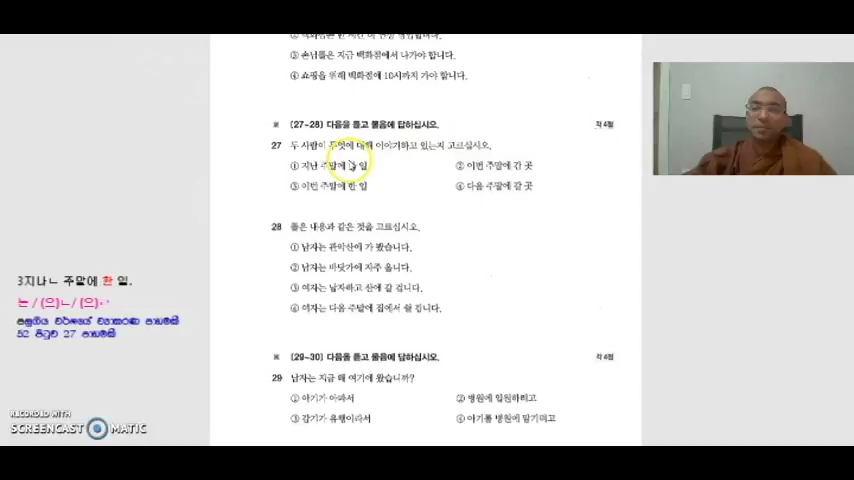 ③ 손님들은 지금 백화점에서 나가야 합니다.
④ 쇼핑을 위해 백화점에 10시까지 가야 합니다.
※ [27~28] 다음을 듣고 물음에 답하십시오. 각 4점
27 두 사람이 무엇에 대해 이야기하고 있는지 고르십시오.
① 지난 주말에 한 일 ② 이번 주말에 간 곳
③ 이번 주말에 한 일 ④ 다음 주말에 갈 곳
28 들은 내용과 같은 것을 고르십시오.
① 남자는 관악산에 가 봤습니다.
② 남자는 바닷가에 자주 옵니다.
③ 여자는 남자하고 산에 갈 겁니다.
④ 여자는 다음 주말에 집에서 쉴 겁니다.
3지나ㄴ 주말에 한 일.
는 / (으)ㄴ / (으)
52 පිටුව 27 පාඩම
※ [29~30] 다음을 듣고 물음에 답하십시오. 각 4점
29 남자는 지금 왜 여기에 왔습니까?
① 아기가 아파서 ② 병원에 입원하려고
③ 감기가 유행이라서 ④ 아기를 병원에 맡기려고
RECORDED WITH
SCREENCAST MATIC